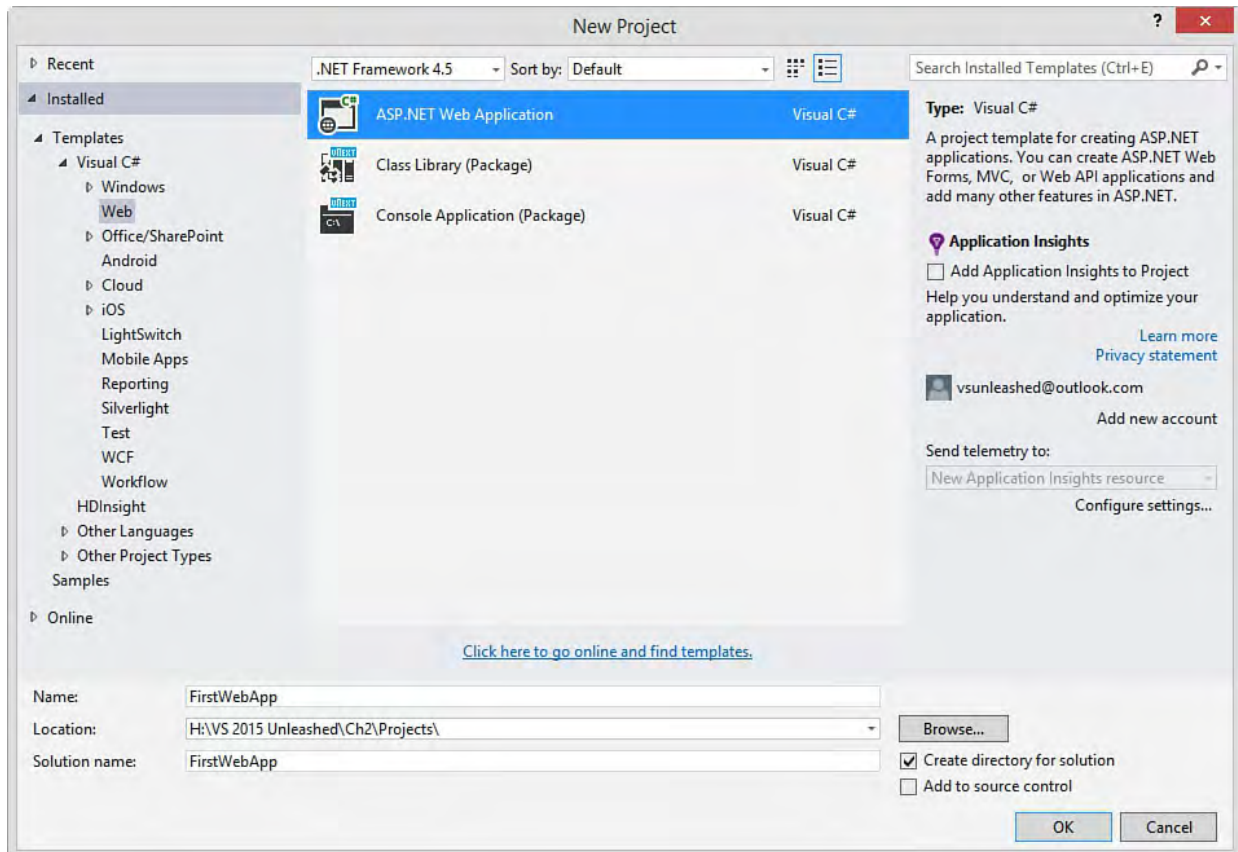 New Project
?
Recent
Installed
Templates
Visual C#
Windows
Web
Office/SharePoint
Android
Cloud
iOS
LightSwitch
Mobile Apps
Reporting
Silverlight
Test
WCF
Workflow
HDInsight
Other Languages
Other Project Types
Samples
Online
.NET Framework 4.5
Sort by: Default
ASP.NET Web Application Visual C#
Class Library (Package) Visual C#
Console Application (Package) Visual C#
Click here to go online and find templates.
Search Installed Templates (Ctrl+E)
Type: Visual C#
A project template for creating ASP.NET
applications. You can create ASP.NET Web
Forms, MVC, or Web API applications and
add many other features in ASP.NET.
Application Insights
Add Application Insights to Project
Help you understand and optimize your
application.
Learn more
Privacy statement
vsunleashed@outlook.com
Add new account
Send telemetry to:
New Application Insights resource
Configure settings...
Name: FirstWebApp
Location: H:\VS 2015 Unleashed\Ch2\Projects\
Browse...
Solution name: FirstWebApp
Create directory for solution
Add to source control
OK Cancel